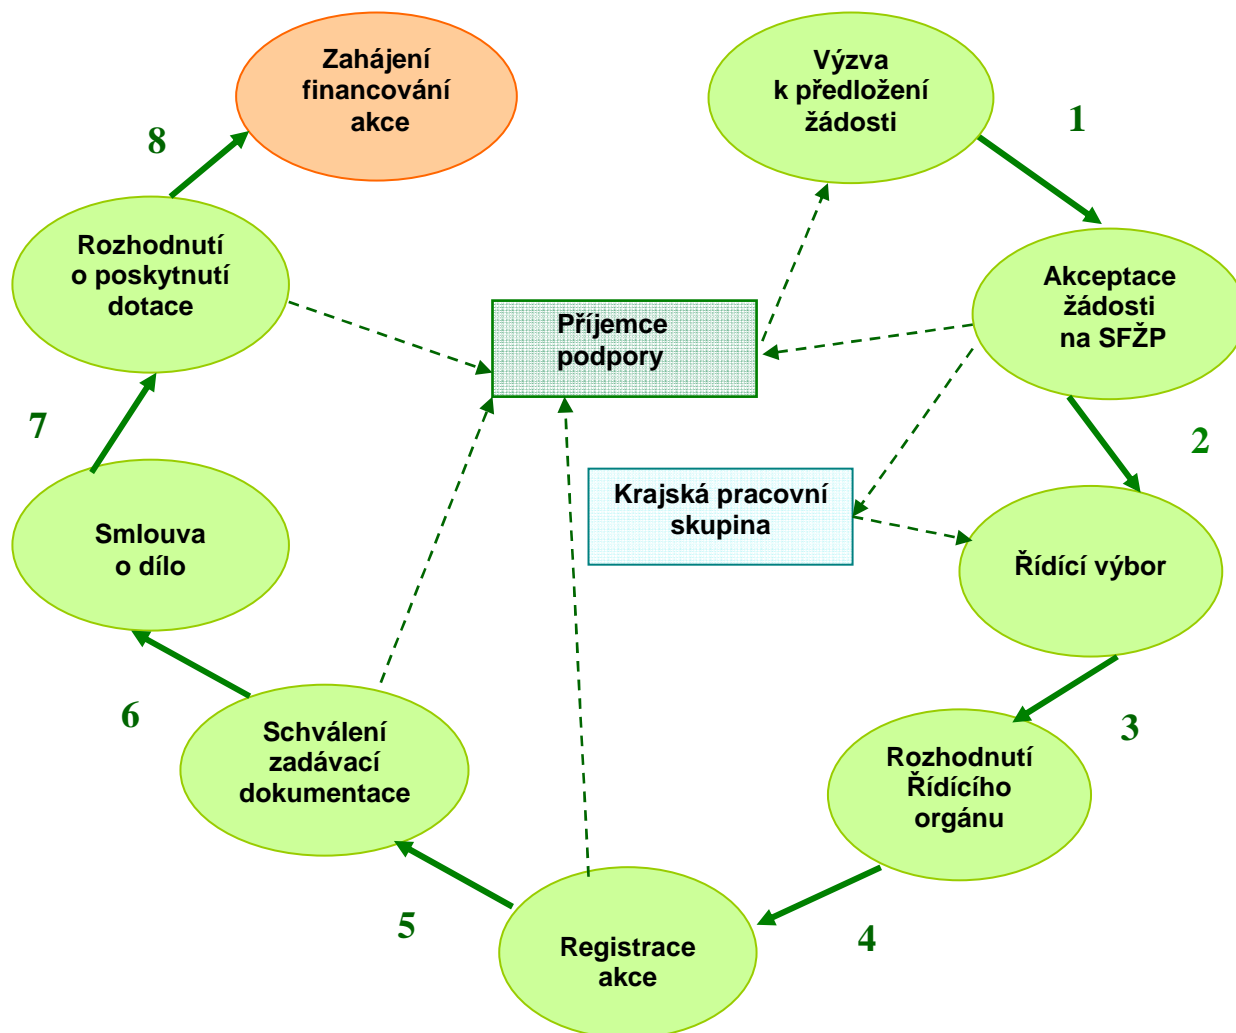 Zahájení
financování
akce
Výzva
k předložení
žádosti
1
8
Rozhodnutí
o poskytnutí
dotace
Akceptace
žádosti
na SFŽP
Příjemce
podpory
7
2
Krajská pracovní
skupina
Smlouva
o dílo
Řídící výbor
6
3
Schválení
zadávací
dokumentace
Rozhodnutí
Řídícího
orgánu
5
4
Registrace
akce